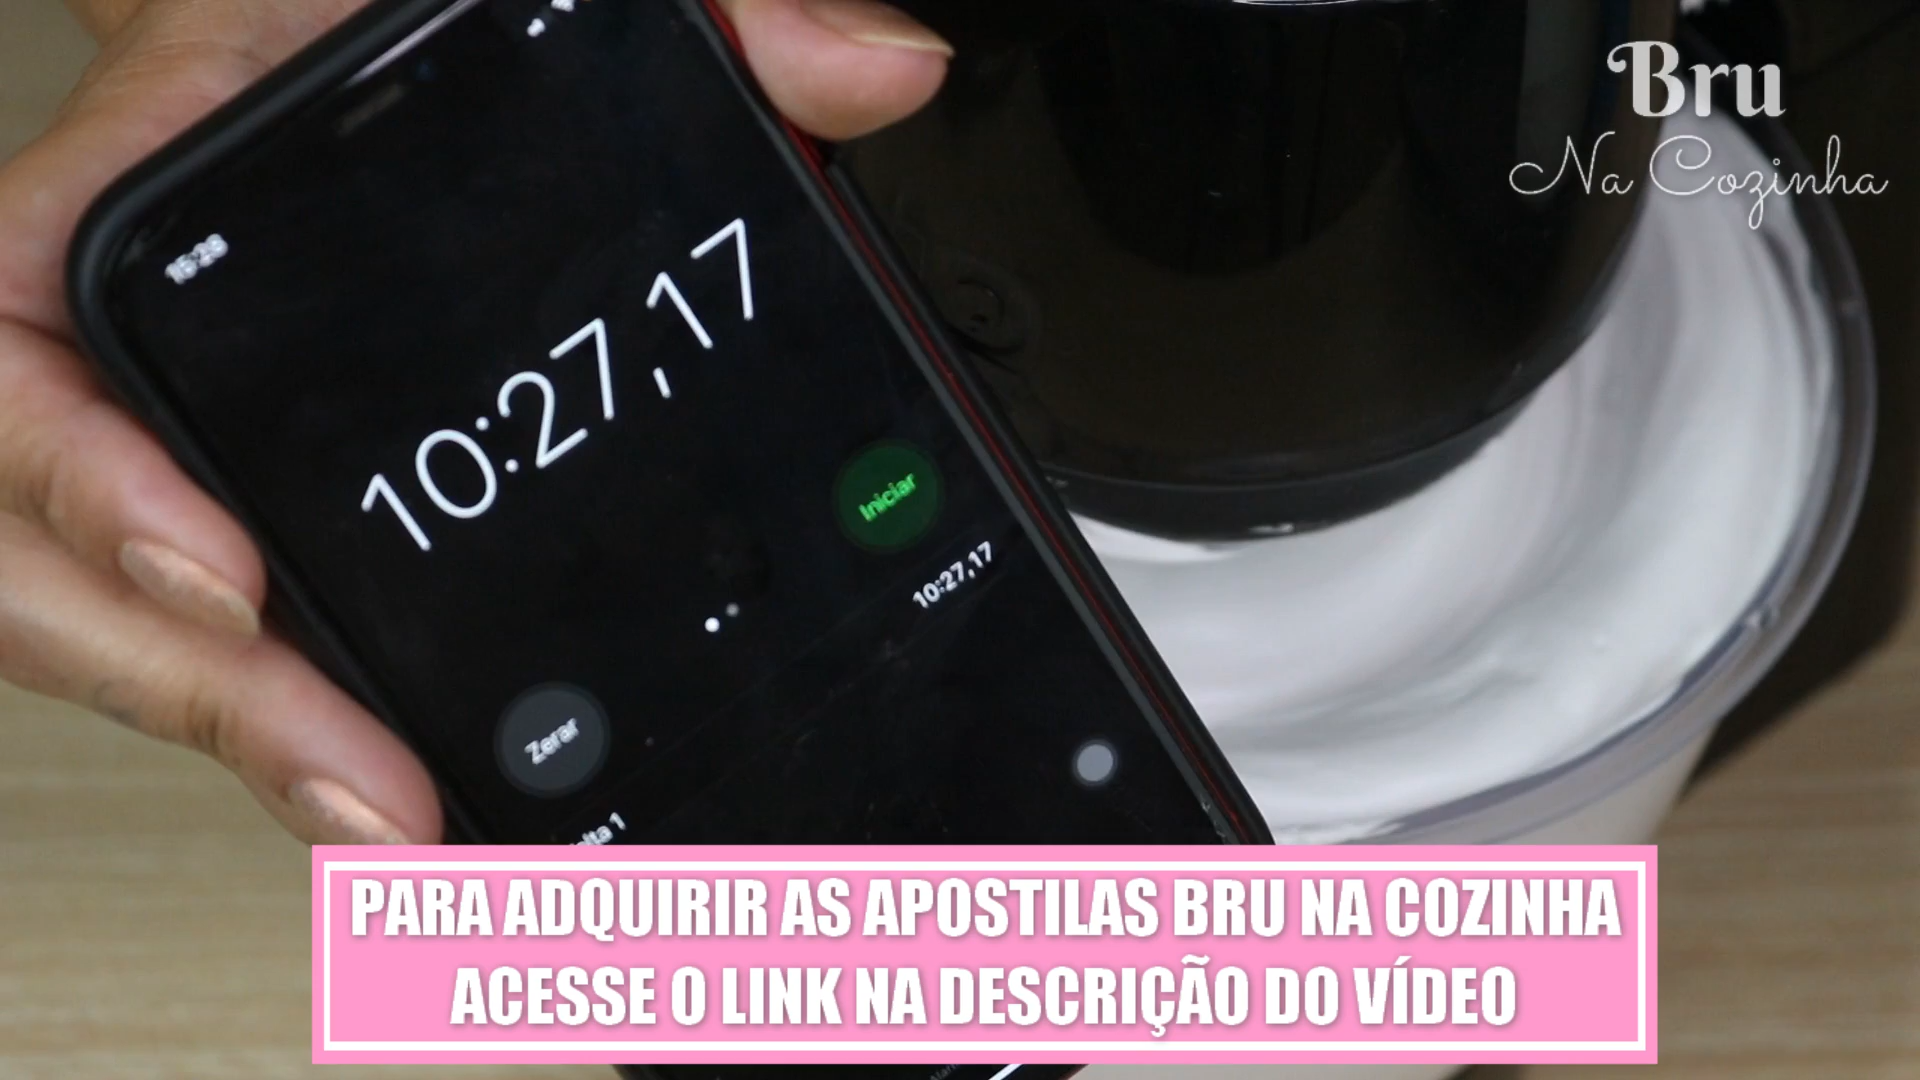 Bru
Na Cozinha
15:28
10:27,17
Iniciar
10:27,17
Zerar
1
PARA ADQUIRIR AS APOSTILAS BRU NA COZINHA
ACESSE O LINK NA DESCRIÇÃO DO VÍDEO